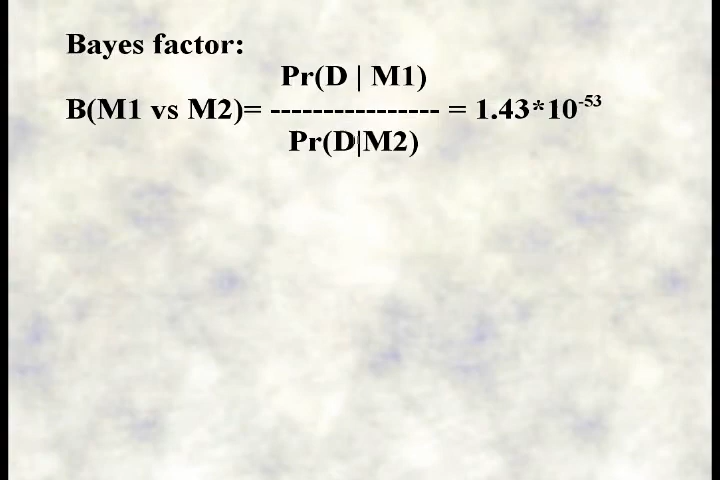 Bayes factor:
Pr(D | M1)
B(M1 vs M2)= ---------------- = 1.43*10-53
Pr(D|M2)